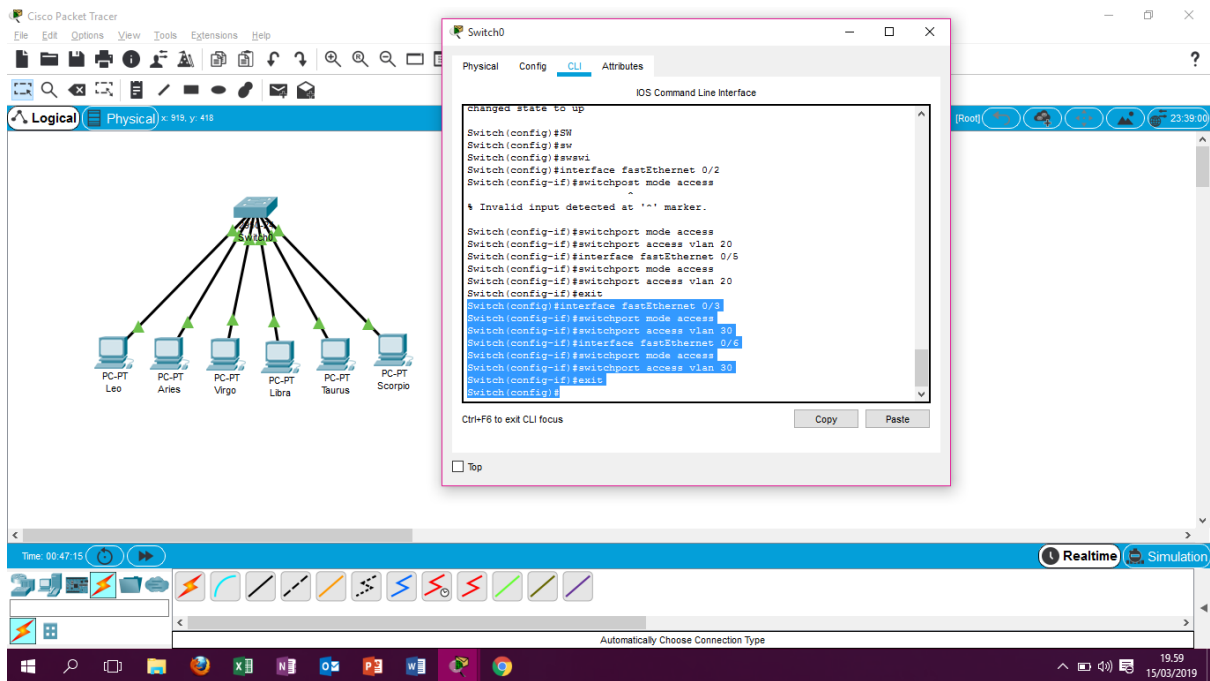 Cisco Packet Tracer
File Edit Options View Tools Extensions Help
?
Logical Physical x: 919, y: 418
[Root] 23:39:00
Switch0
PC-PT
Leo
PC-PT
Aries
PC-PT
Virgo
PC-PT
Libra
PC-PT
Taurus
PC-PT
Scorpio
Switch0
Physical Config CLI Attributes
IOS Command Line Interface
changed state to up
Switch(config)#SW
Switch(config)#sw
Switch(config)#swswi
Switch(config)#interface fastEthernet 0/2
Switch(config-if)#switchpost mode access
^
% Invalid input detected at '^' marker.
Switch(config-if)#switchport mode access
Switch(config-if)#switchport access vlan 20
Switch(config-if)#interface fastEthernet 0/5
Switch(config-if)#switchport mode access
Switch(config-if)#switchport access vlan 20
Switch(config-if)#exit
Switch(config)#interface fastEthernet 0/3
Switch(config-if)#switchport mode access
Switch(config-if)#switchport access vlan 30
Switch(config-if)#interface fastEthernet 0/6
Switch(config-if)#switchport mode access
Switch(config-if)#switchport access vlan 30
Switch(config-if)#exit
Switch(config)#
Ctrl+F6 to exit CLI focus
Copy Paste
Top
Time: 00:47:15
Realtime Simulation
Automatically Choose Connection Type
19.59
15/03/2019